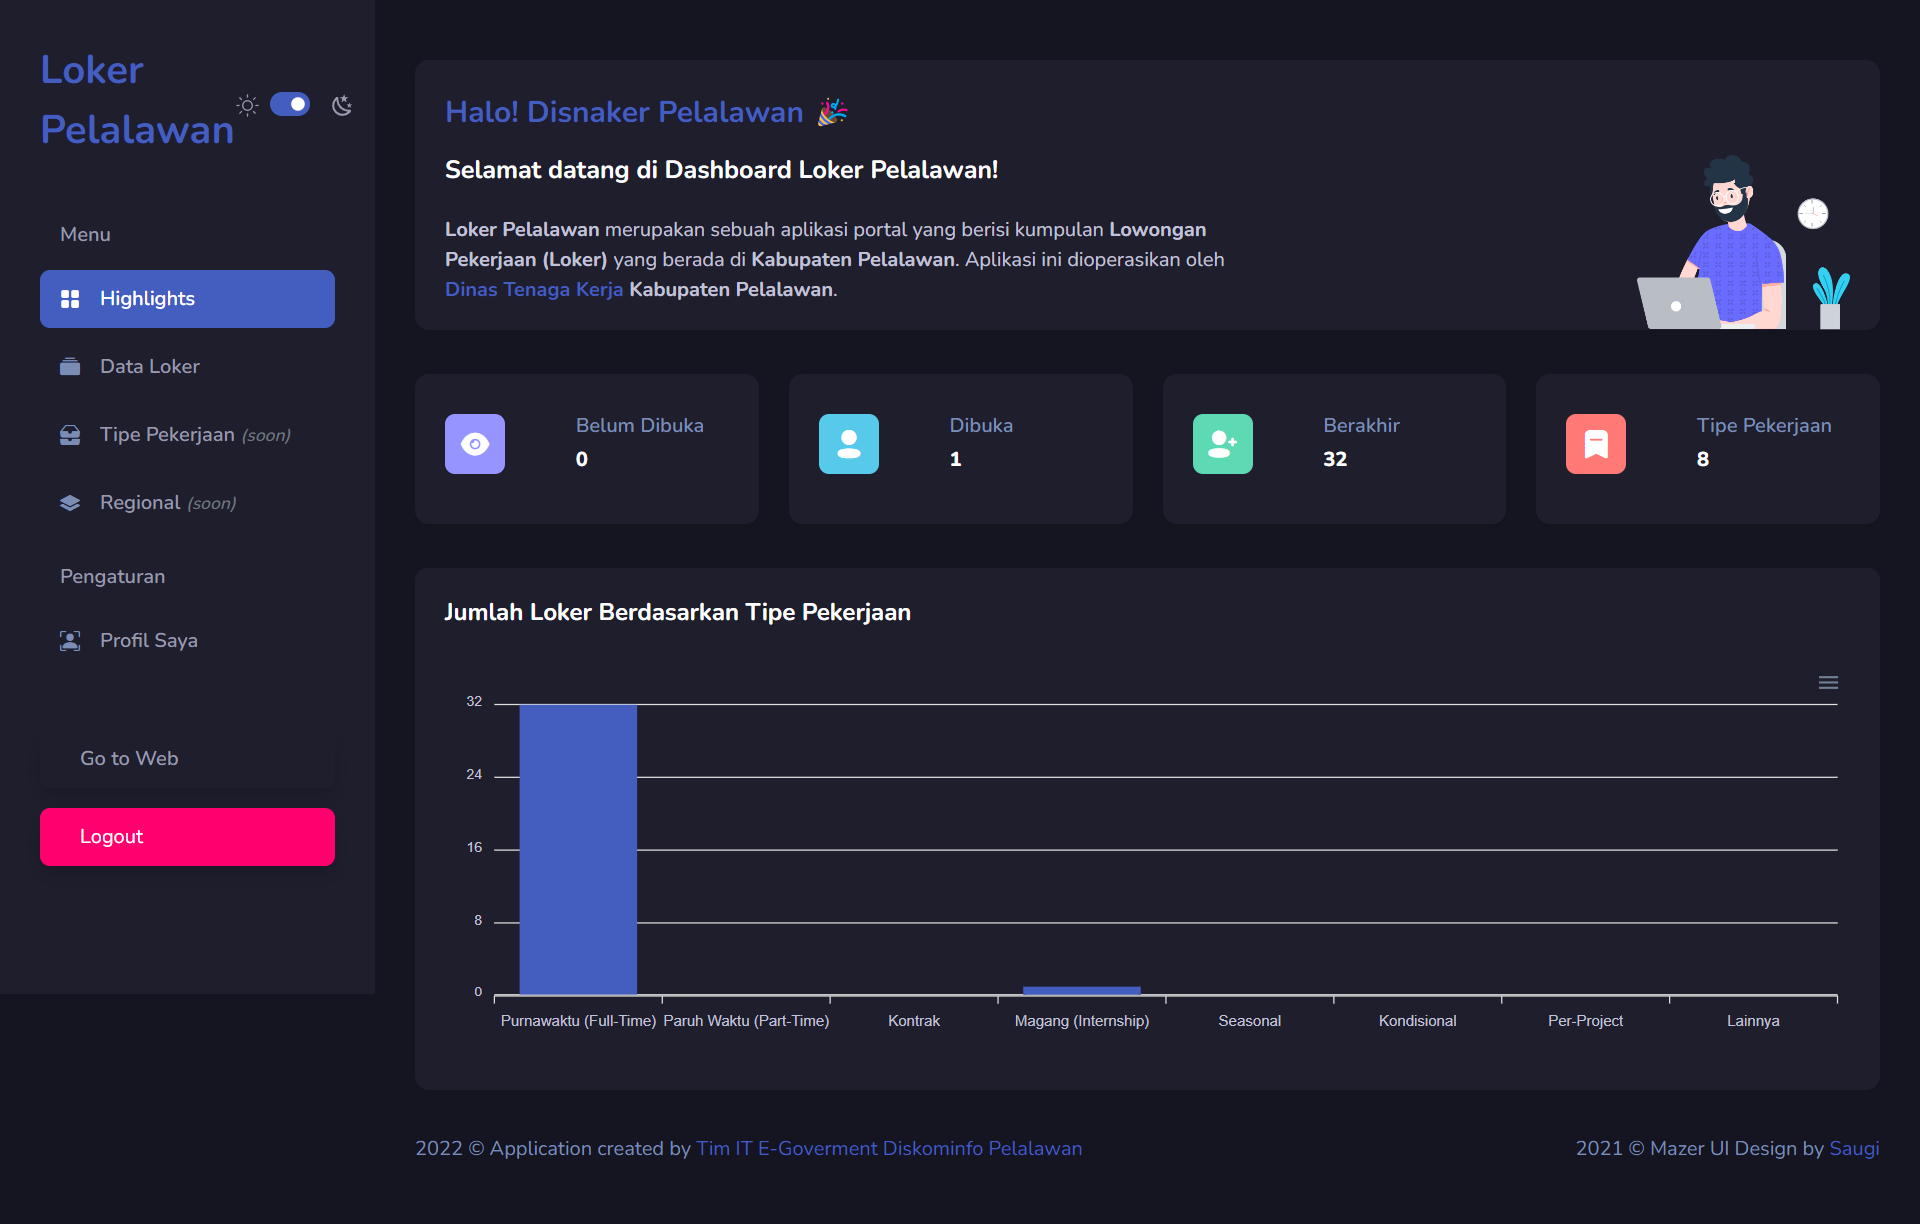 Loker
Pelalawan
Menu
Highlights
Data Loker
Tipe Pekerjaan (soon)
Regional (soon)
Pengaturan
Profil Saya
Go to Web
Logout
Halo! Disnaker Pelalawan 🎉
Selamat datang di Dashboard Loker Pelalawan!
Loker Pelalawan merupakan sebuah aplikasi portal yang berisi kumpulan Lowongan
Pekerjaan (Loker) yang berada di Kabupaten Pelalawan. Aplikasi ini dioperasikan oleh
Dinas Tenaga Kerja Kabupaten Pelalawan.
Belum Dibuka
0
Dibuka
1
Berakhir
32
Tipe Pekerjaan
8
Jumlah Loker Berdasarkan Tipe Pekerjaan
32
24
16
8
0
Purnawaktu (Full-Time) Paruh Waktu (Part-Time) Kontrak Magang (Internship) Seasonal Kondisional Per-Project Lainnya
2022 © Application created by Tim IT E-Goverment Diskominfo Pelalawan
2021 © Mazer UI Design by Saugi